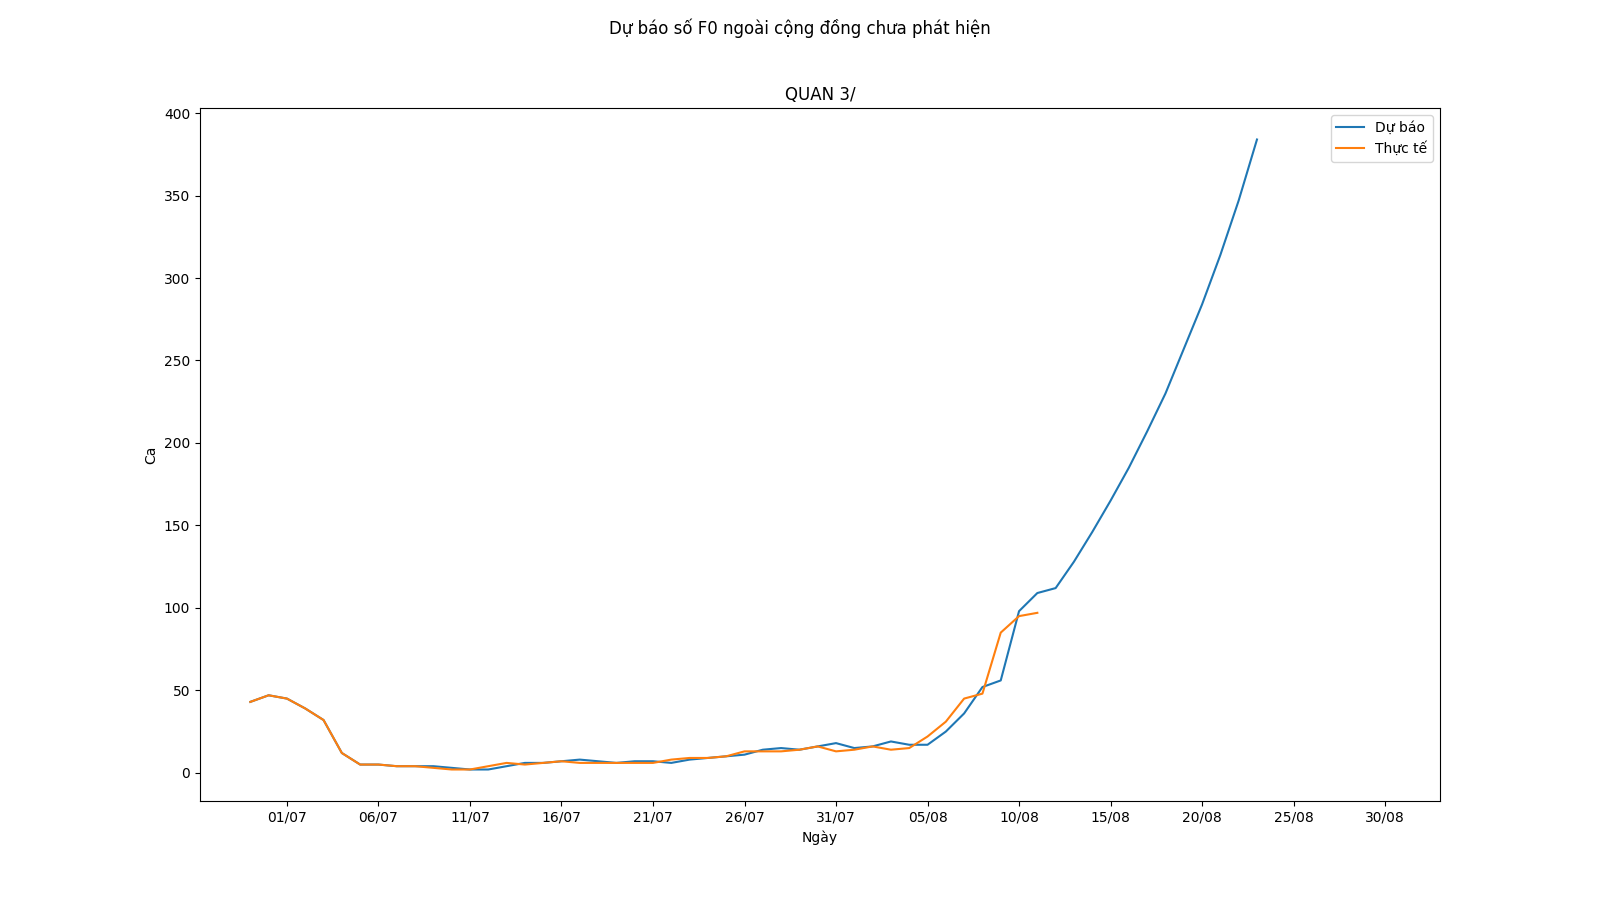 Dự báo số F0 ngoài cộng đồng chưa phát hiện
QUAN 3/
400
350
300
250
200
150
100
50
0
Ca
Dự báo
Thực tế
01/07 06/07 11/07 16/07 21/07 26/07 31/07 05/08 10/08 15/08 20/08 25/08 30/08
Ngày